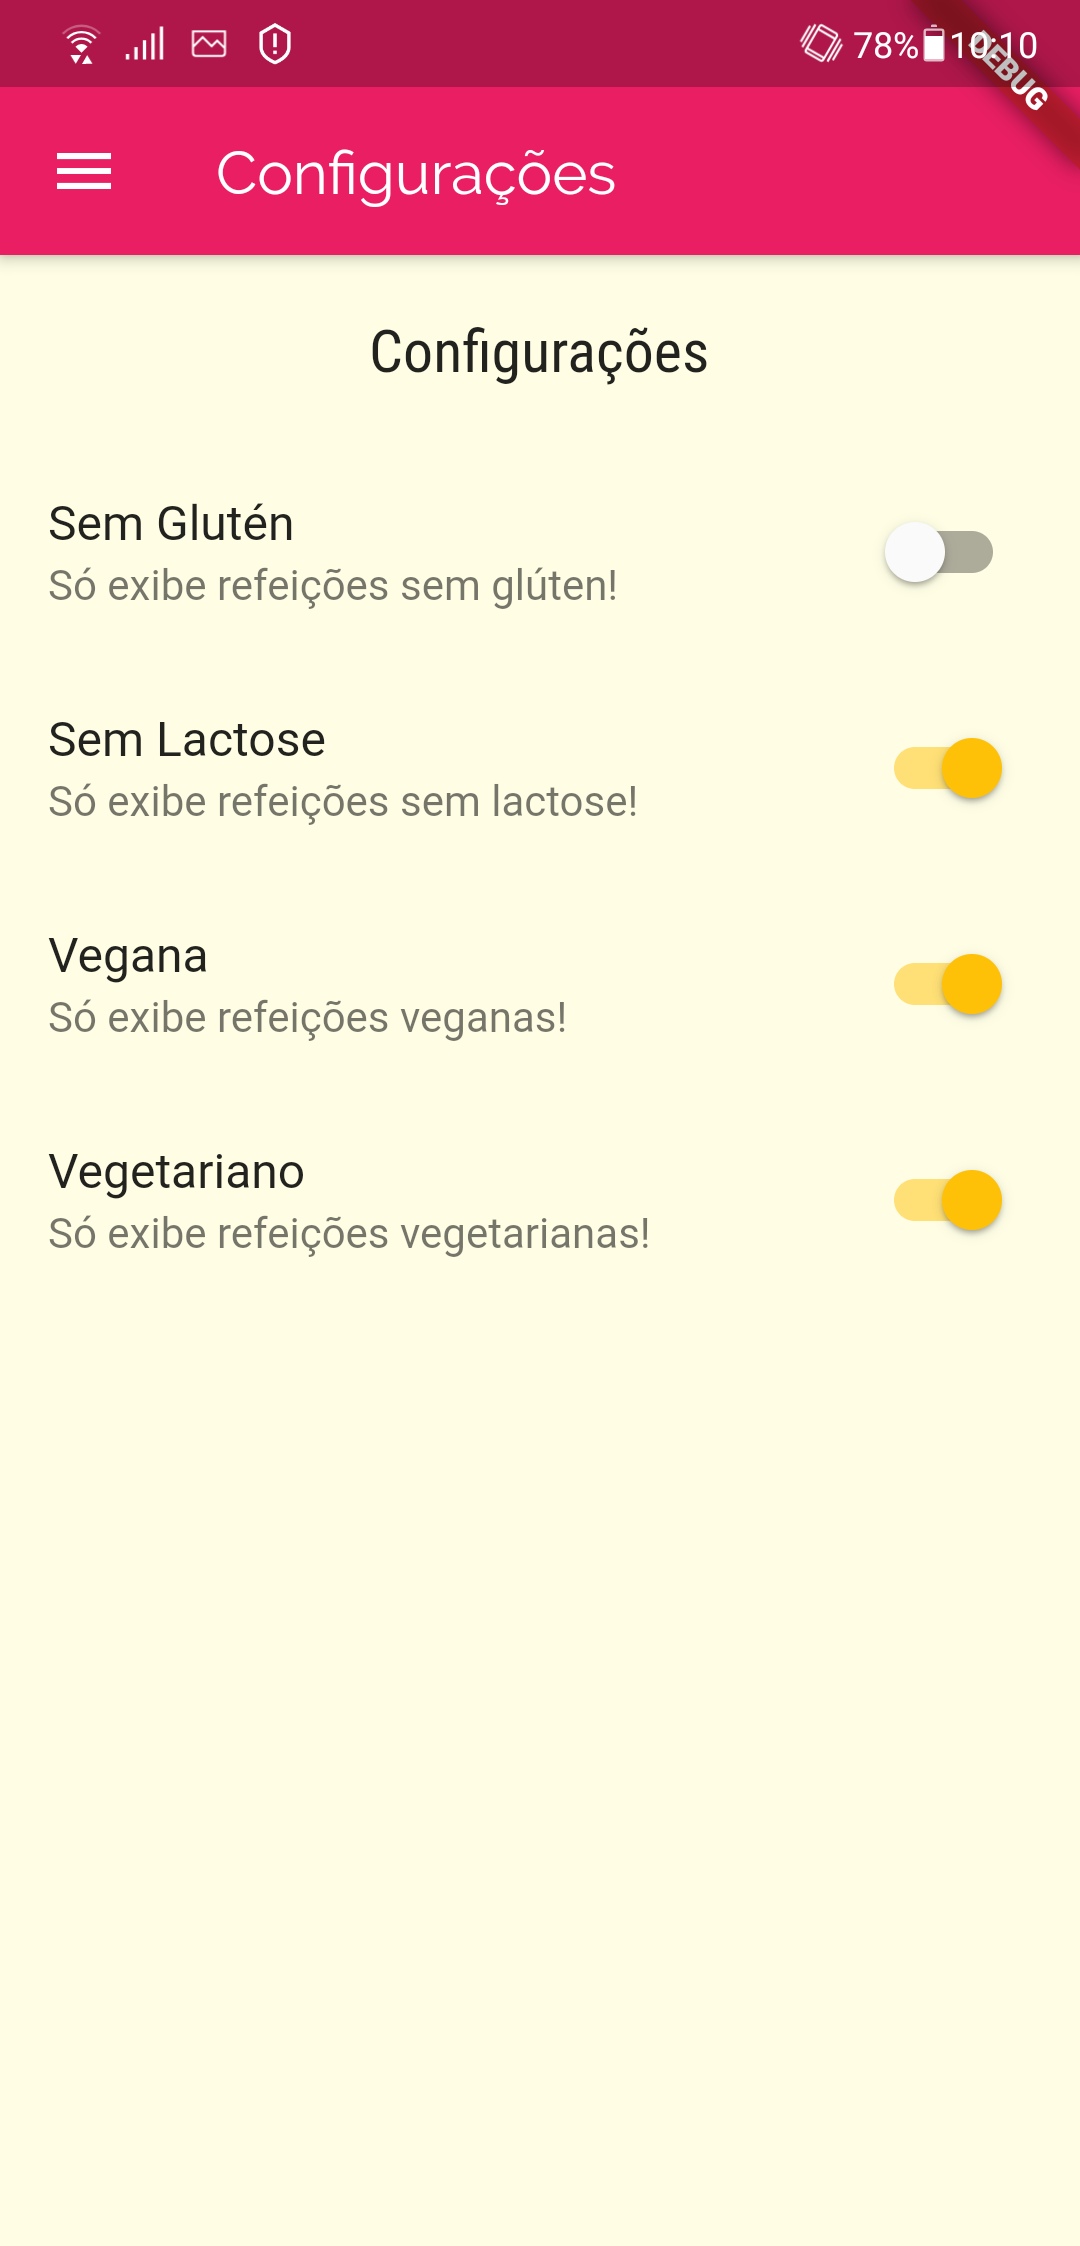 78% 10:10
DEBUG
Configurações
Configurações
Sem Glutén
Só exibe refeições sem glúten!
Sem Lactose
Só exibe refeições sem lactose!
Vegana
Só exibe refeições veganas!
Vegetariano
Só exibe refeições vegetarianas!